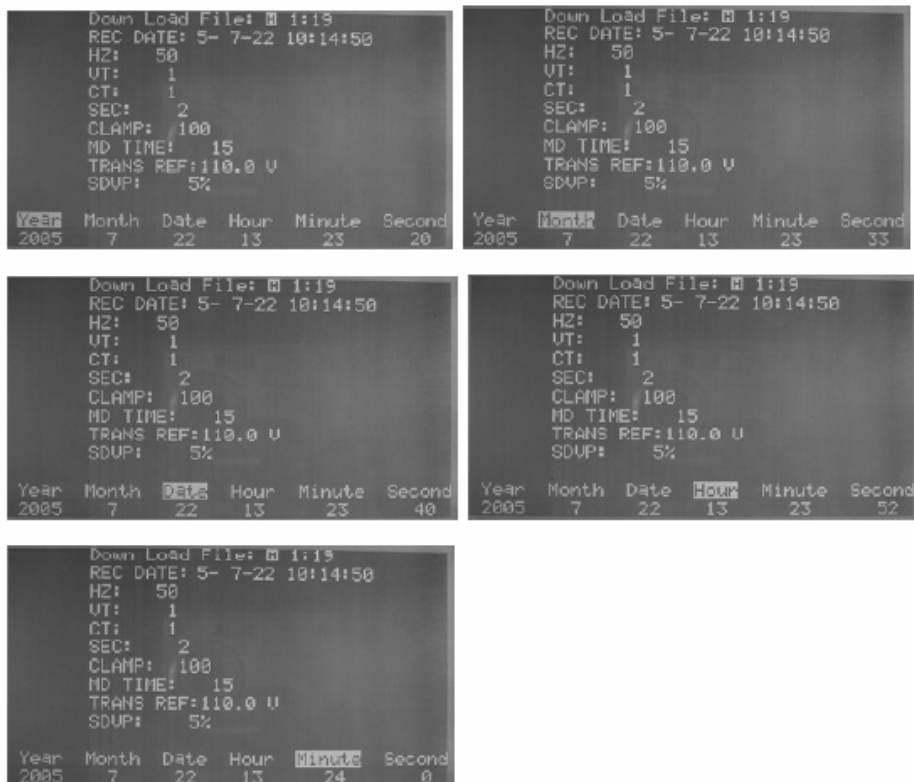 Down Load File: M 1:19
REC DATE: 5- 7-22 10:14:50
HZ: 50
VT: 1
CT: 1
SEC: 2
CLAMP: 100
MD TIME: 15
TRANS REF:110.0 V
SDVP: 5%
Year Month Date Hour Minute Second
2005 7 22 13 23 20
Down Load File: M 1:19
REC DATE: 5- 7-22 10:14:50
HZ: 50
VT: 1
CT: 1
SEC: 2
CLAMP: 100
MD TIME: 15
TRANS REF:110.0 V
SDVP: 5%
Year Month Date Hour Minute Second
2005 7 22 13 23 33
Down Load File: M 1:19
REC DATE: 5- 7-22 10:14:50
HZ: 50
VT: 1
CT: 1
SEC: 2
CLAMP: 100
MD TIME: 15
TRANS REF:110.0 V
SDVP: 5%
Year Month Date Hour Minute Second
2005 7 22 13 23 40
Down Load File: M 1:19
REC DATE: 5- 7-22 10:14:50
HZ: 50
VT: 1
CT: 1
SEC: 2
CLAMP: 100
MD TIME: 15
TRANS REF:110.0 V
SDVP: 5%
Year Month Date Hour Minute Second
2005 7 22 13 23 52
Down Load File: M 1:19
REC DATE: 5- 7-22 10:14:50
HZ: 50
VT: 1
CT: 1
SEC: 2
CLAMP: 100
MD TIME: 15
TRANS REF:110.0 V
SDVP: 5%
Year Month Date Hour Minute Second
2005 7 22 13 24 0